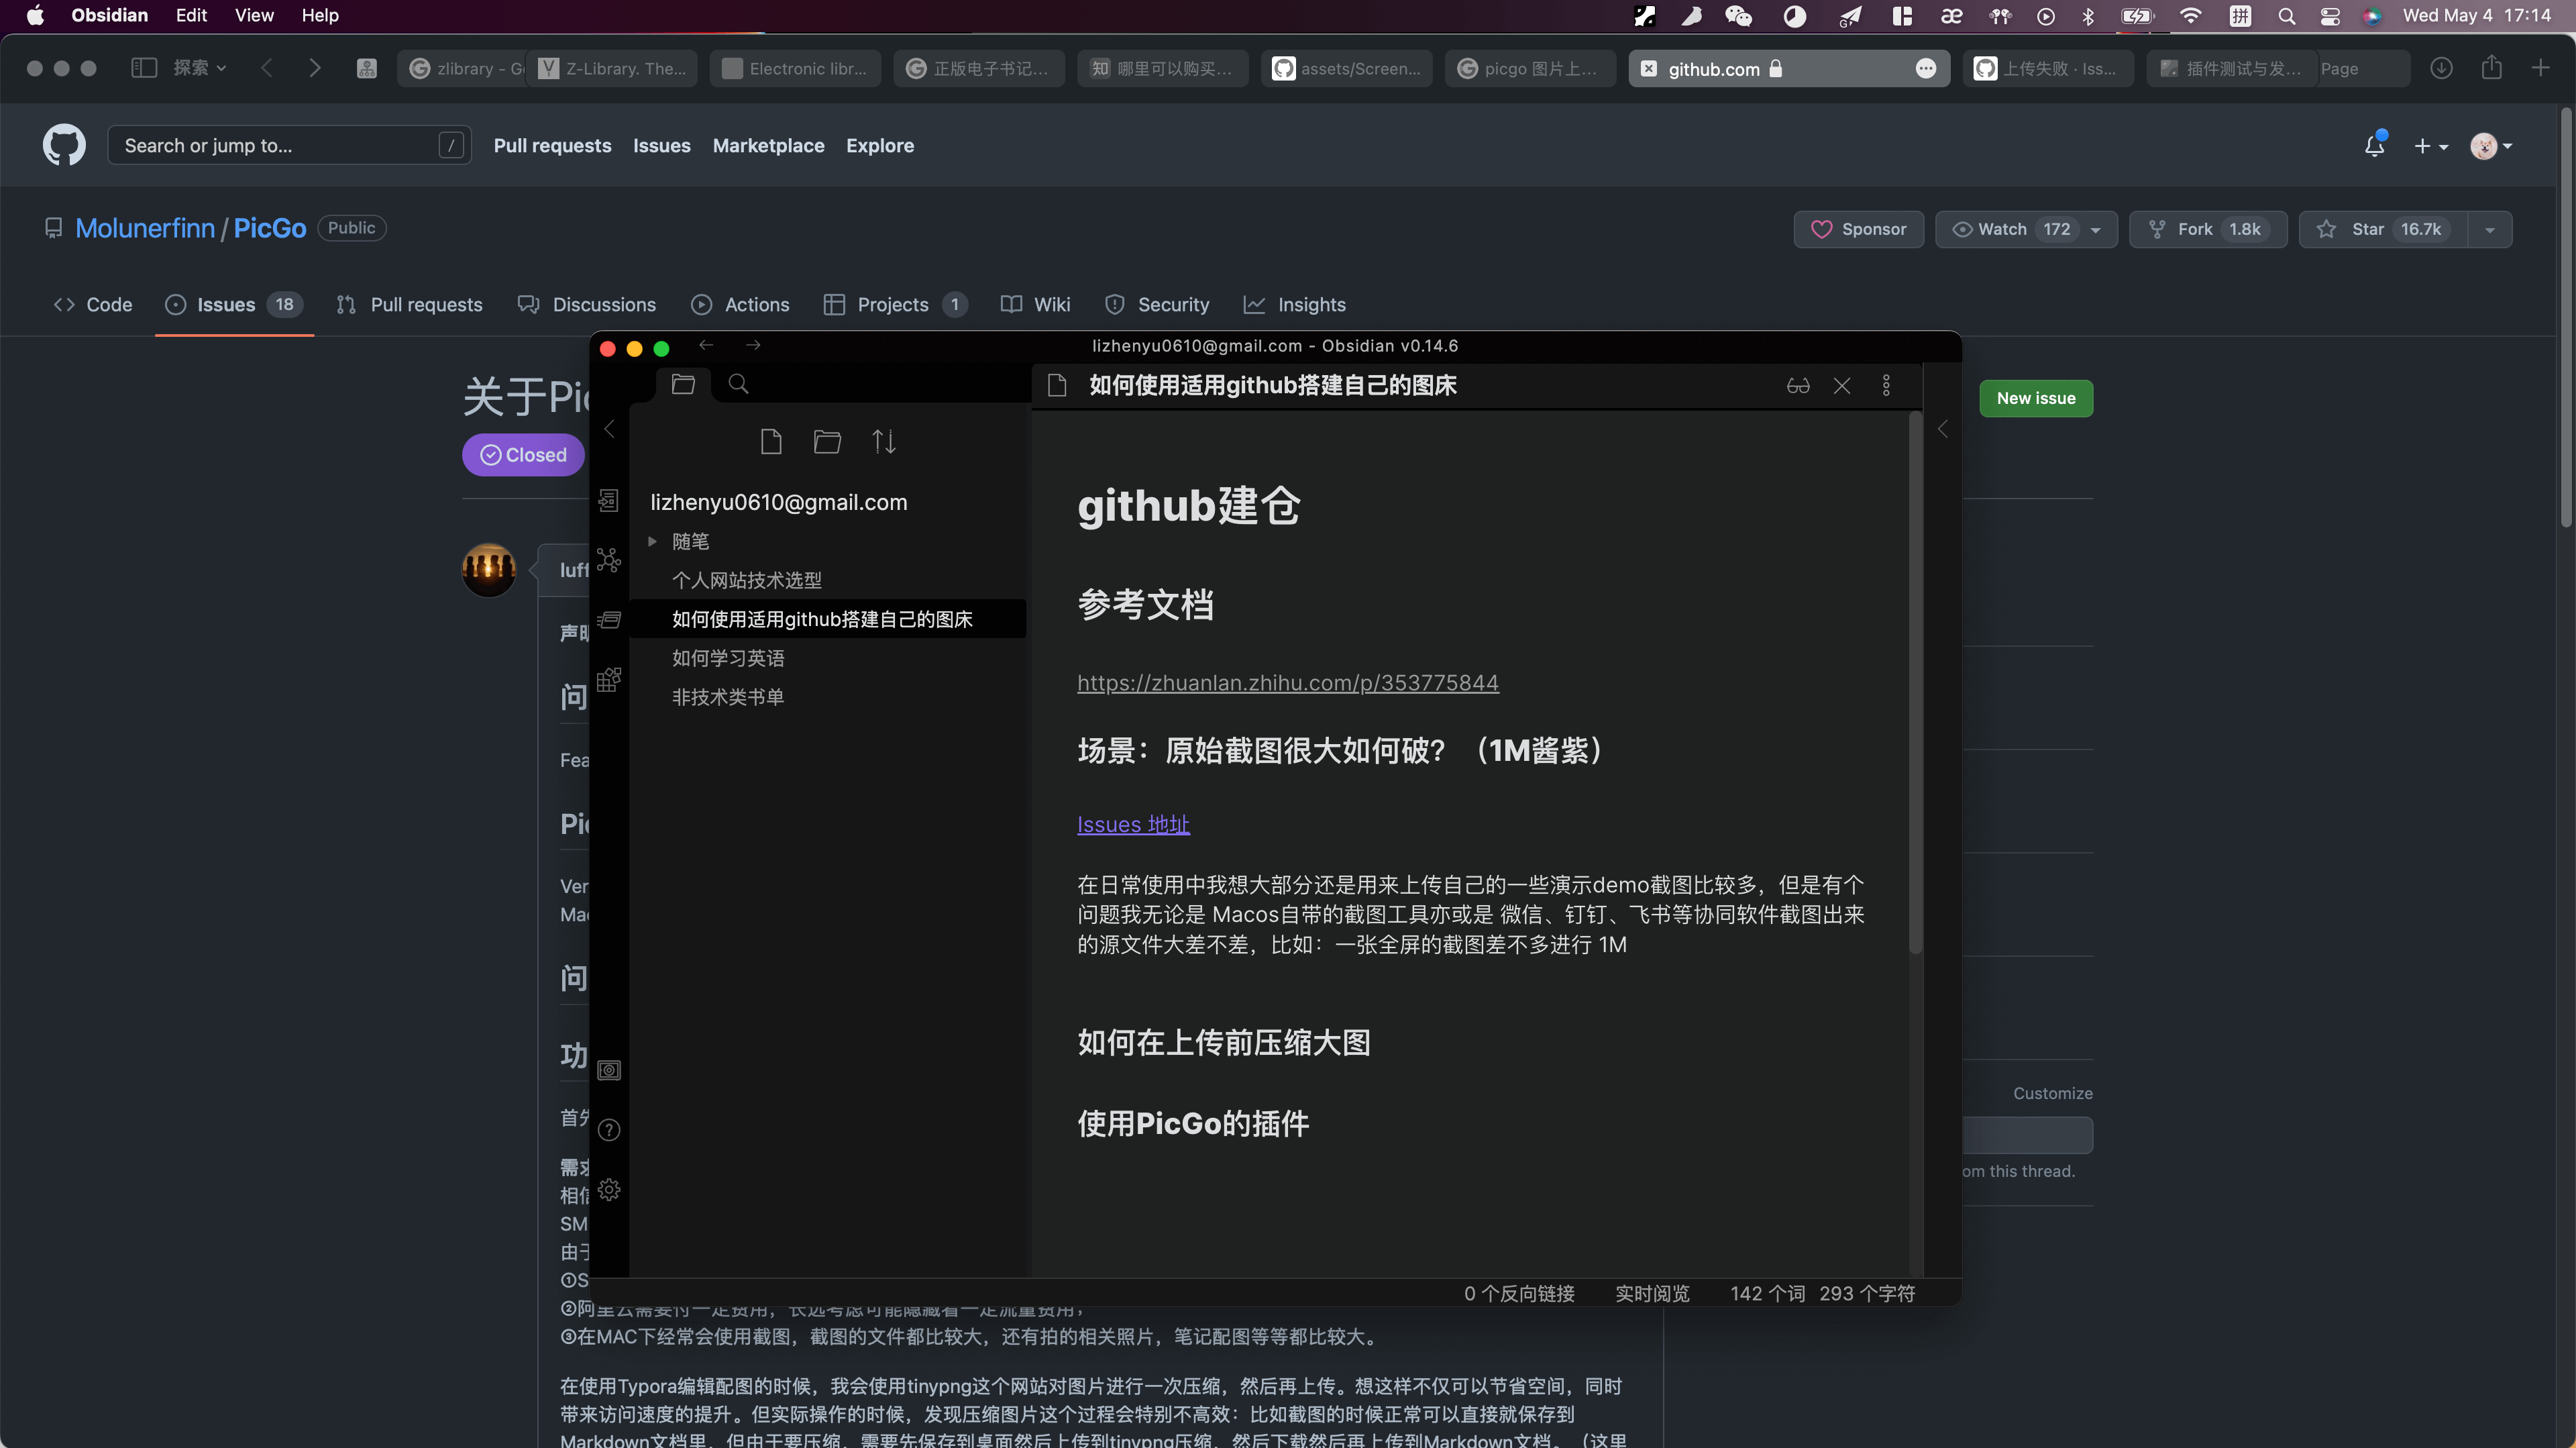 Obsidian Edit View Help
Wed May 4 17:14
探索
zlibrary - G
Z-Library. The...
Electronic libr...
正版电子书记...
知 哪里可以购买...
assets/Screen...
picgo 图片上...
github.com
上传失败 · Iss...
插件测试与发...
Page
Search or jump to... /
Pull requests Issues Marketplace Explore
Molunerfinn / PicGo Public
Sponsor
Watch 172
Fork 1.8k
Star 16.7k
Code
Issues 18
Pull requests
Discussions
Actions
Projects 1
Wiki
Security
Insights
lizhenyu0610@gmail.com - Obsidian v0.14.6
关于Pic
New issue
Closed
如何使用适用github搭建自己的图床
lizhenyu0610@gmail.com
随笔
个人网站技术选型
如何使用适用github搭建自己的图床
如何学习英语
非技术类书单
github建仓
参考文档
https://zhuanlan.zhihu.com/p/353775844
场景：原始截图很大如何破？（1M酱紫）
Issues 地址
在日常使用中我想大部分还是用来上传自己的一些演示demo截图比较多，但是有个
问题我无论是 Macos自带的截图工具亦或是 微信、钉钉、飞书等协同软件截图出来
的源文件大差不差，比如：一张全屏的截图差不多进行 1M
如何在上传前压缩大图
使用PicGo的插件
0 个反向链接 实时阅览 142 个词 293 个字符
luff
声明
问
Fea
Pic
Ver
Mac
问
功
首先
需求
相信
SM
由于
①S
②阿里云需要付一定费用，长远考虑可能隐藏着一定流量费用；
③在MAC下经常会使用截图，截图的文件都比较大，还有拍的相关照片，笔记配图等等都比较大。
Customize
om this thread.
在使用Typora编辑配图的时候，我会使用tinypng这个网站对图片进行一次压缩，然后再上传。想这样不仅可以节省空间，同时
带来访问速度的提升。但实际操作的时候，发现压缩图片这个过程会特别不高效：比如截图的时候正常可以直接就保存到
Markdown文档里，但由于要压缩，需要先保存到桌面然后上传到tinypng压缩，然后下载然后再上传到Markdown文档。（这里